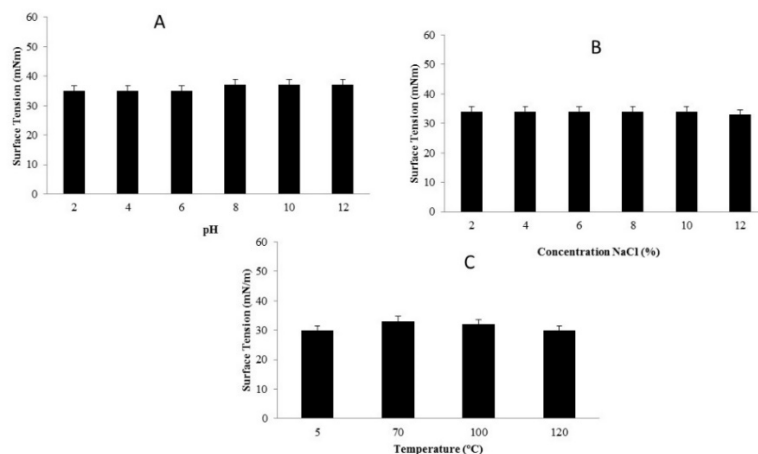 A
Surface Tension (mNm)
60
50
40
30
20
10
0
2 4 6 8 10 12
pH
B
Surface Tension (mNm)
60
50
40
30
20
10
0
2 4 6 8 10 12
Concentration NaCl (%)
C
Surface Tension (mN/m)
60
50
40
30
20
10
0
5 70 100 120
Temperature (ºC)